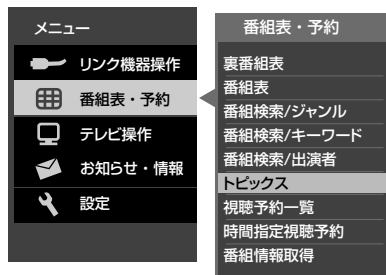 メニュー
リンク機器操作
番組表・予約
テレビ操作
お知らせ・情報
設定
番組表・予約
裏番組表
番組表
番組検索/ジャンル
番組検索/キーワード
番組検索/出演者
トピックス
視聴予約一覧
時間指定視聴予約
番組情報取得